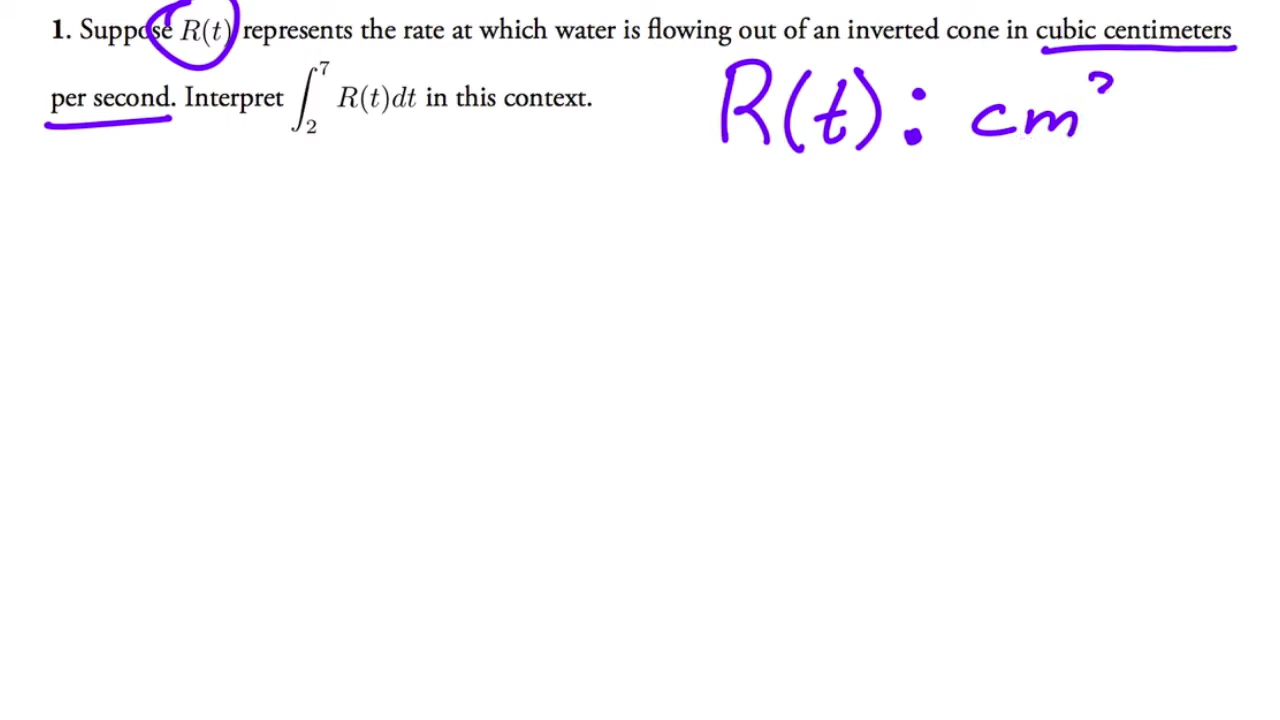 1. Suppose R(t) represents the rate at which water is flowing out of an inverted cone in cubic centimeters
per second. Interpret ∫₂⁷ R(t)dt in this context.
R(t): cm